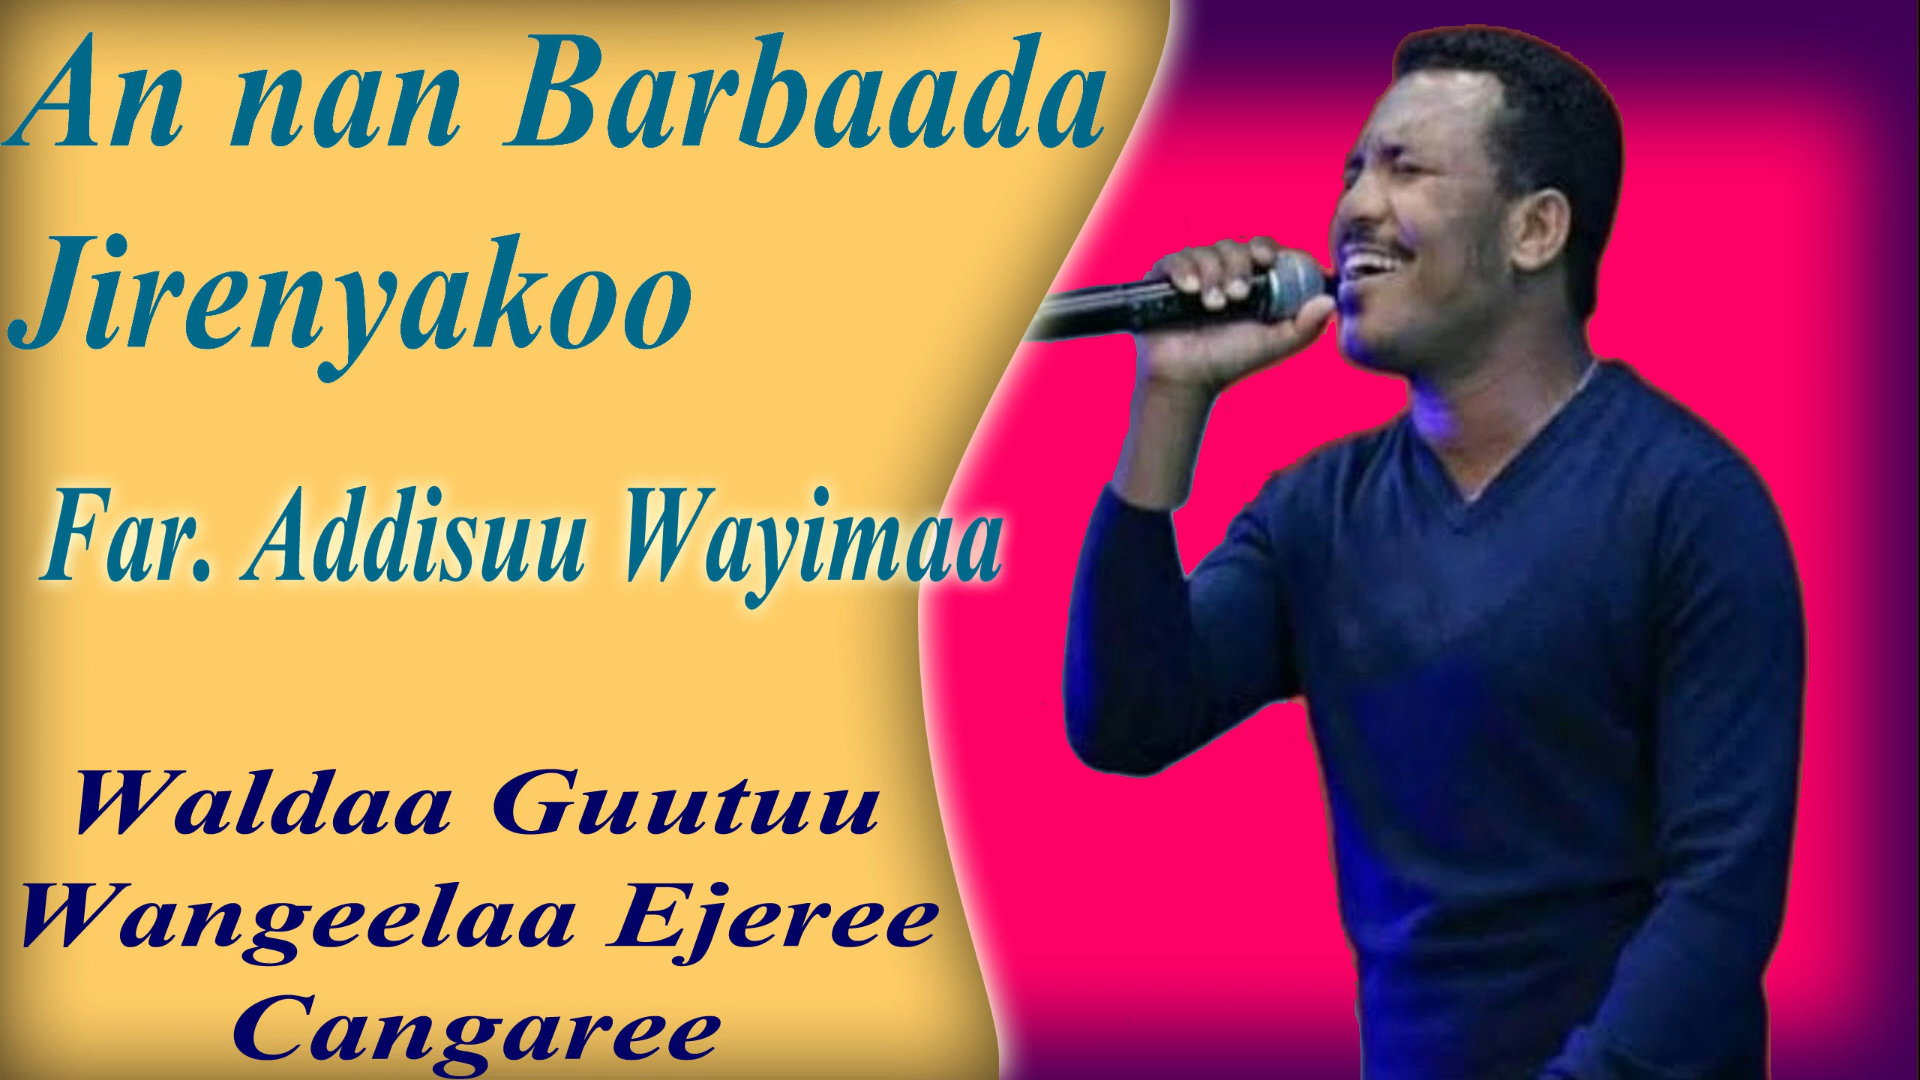 An nan Barbaada
Jirenyakoo
Far. Addisuu Wayimaa
Waldaa Guutuu
Wangeelaa Ejeree
Cangaree